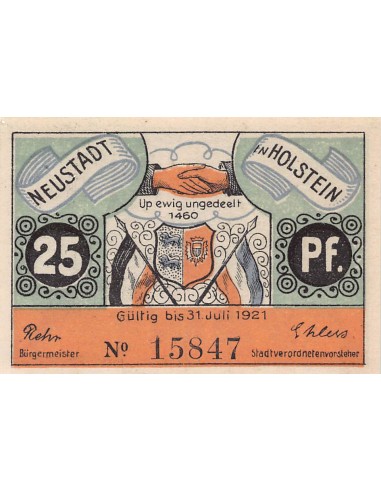 NEUSTADT
IN HOLSTEIN
Up ewig ungedeelt
1460
25
Pf.
Gültig bis 31. Juli 1921
Rehr
Ehlers
Bürgermeister
No 15847
Stadtverordnetenvorsteher